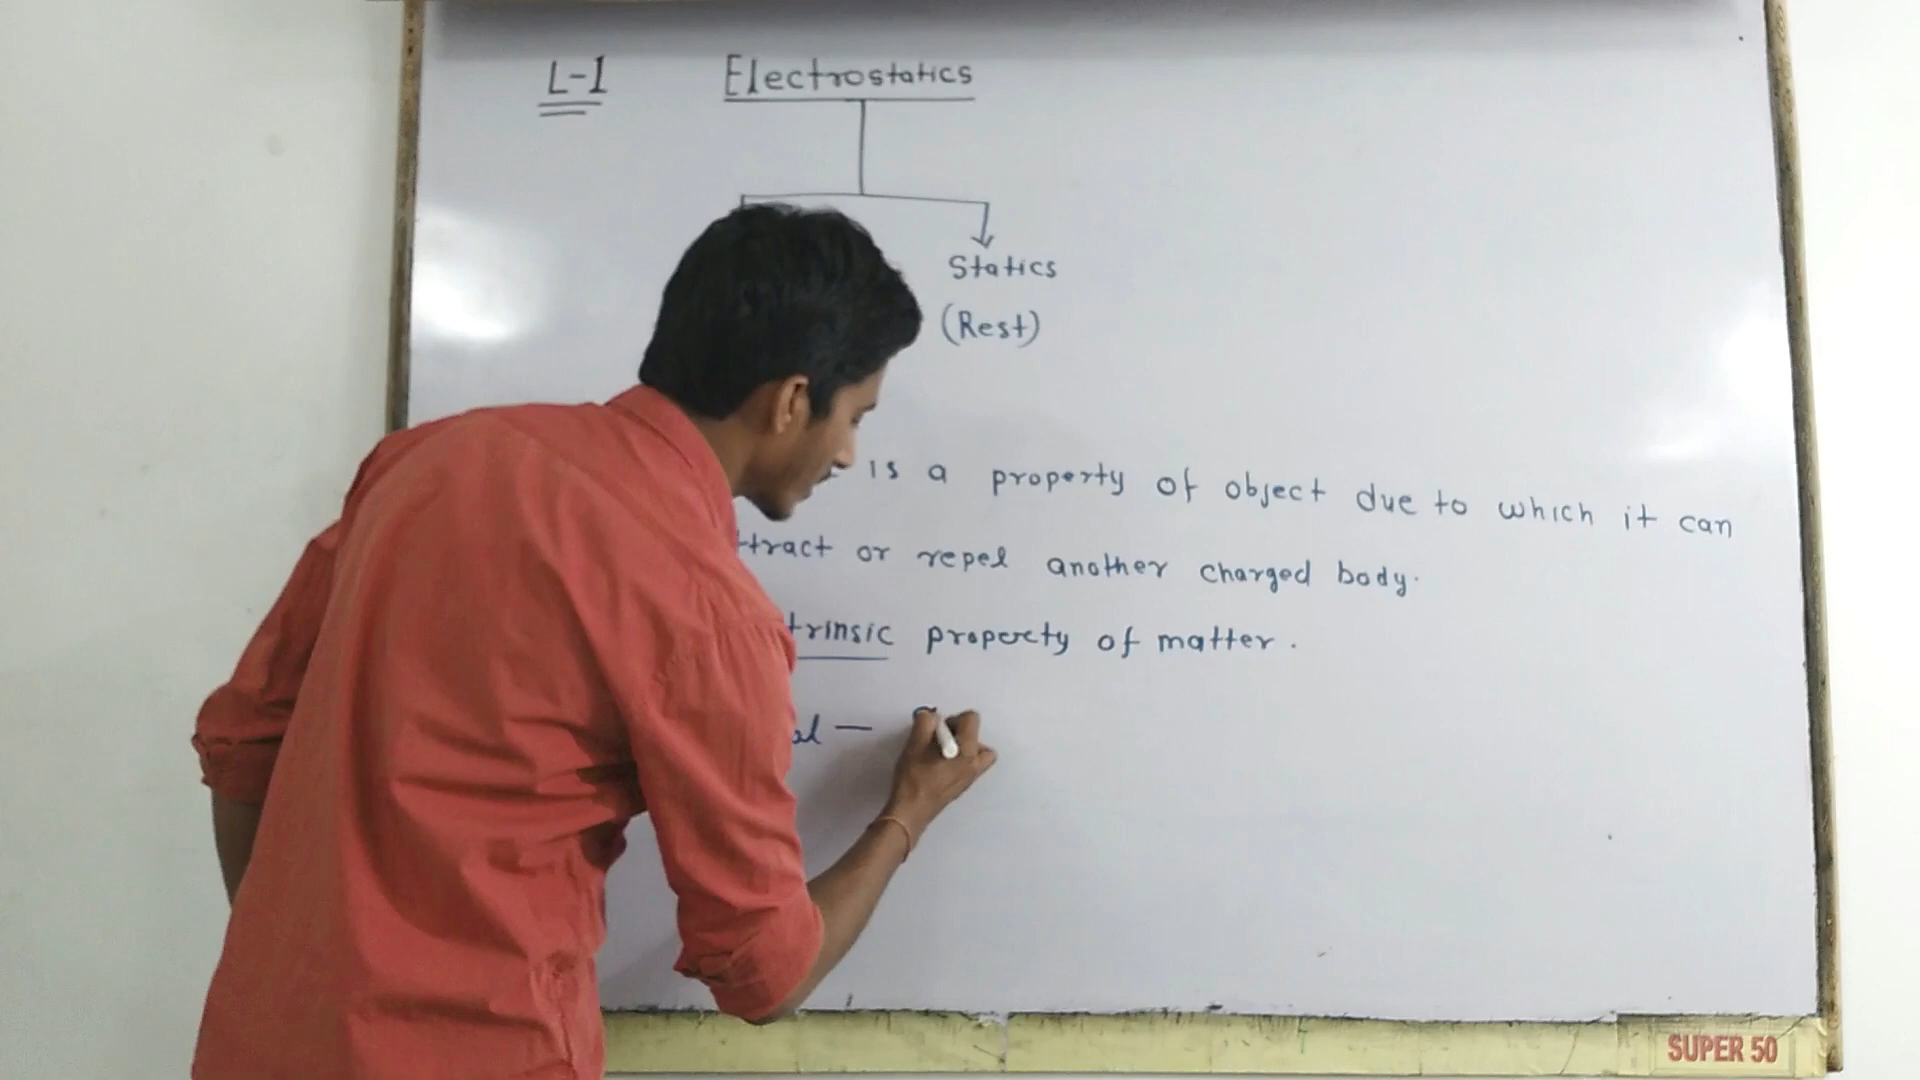 L-1 Electrostatics
Statics
(Rest)
is a property of object due to which it can
ttract or repel another charged body.
trinsic property of matter.
SUPER 50